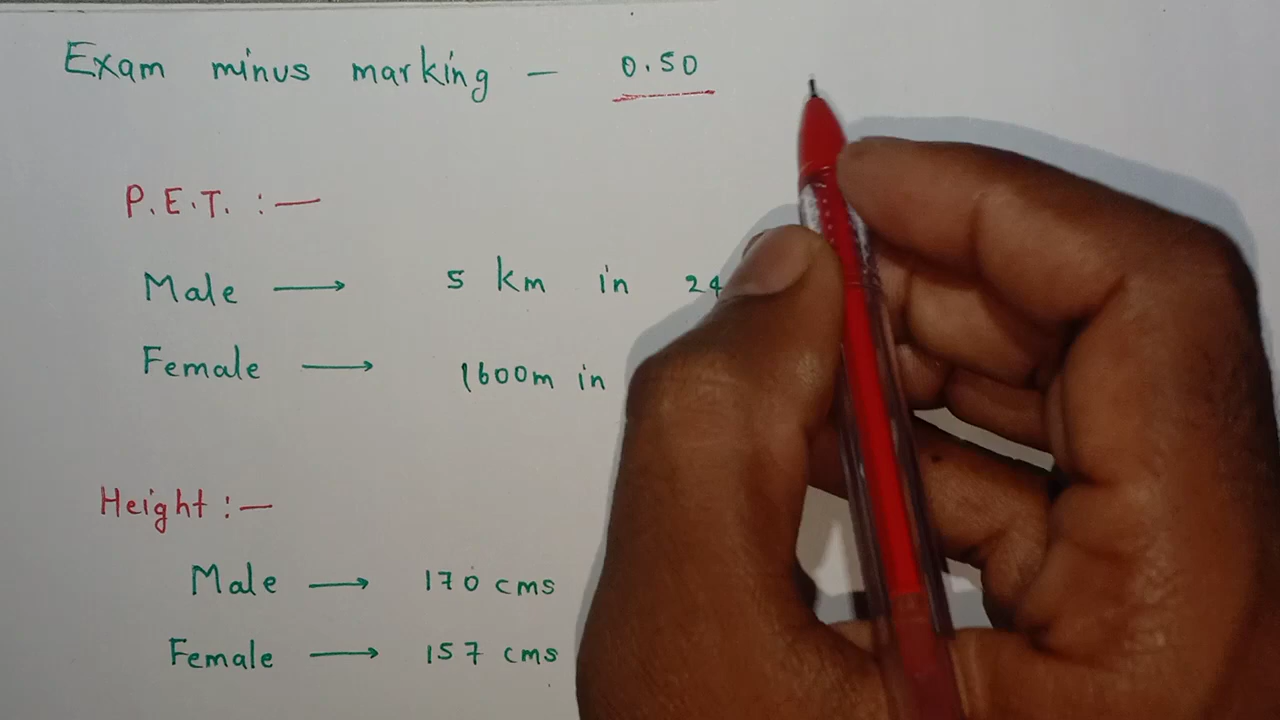 Exam minus marking — 0.50
P.E.T. :—
Male → 5 km in 24
Female → 1600m in
Height :—
Male → 170 cms
Female → 157 cms